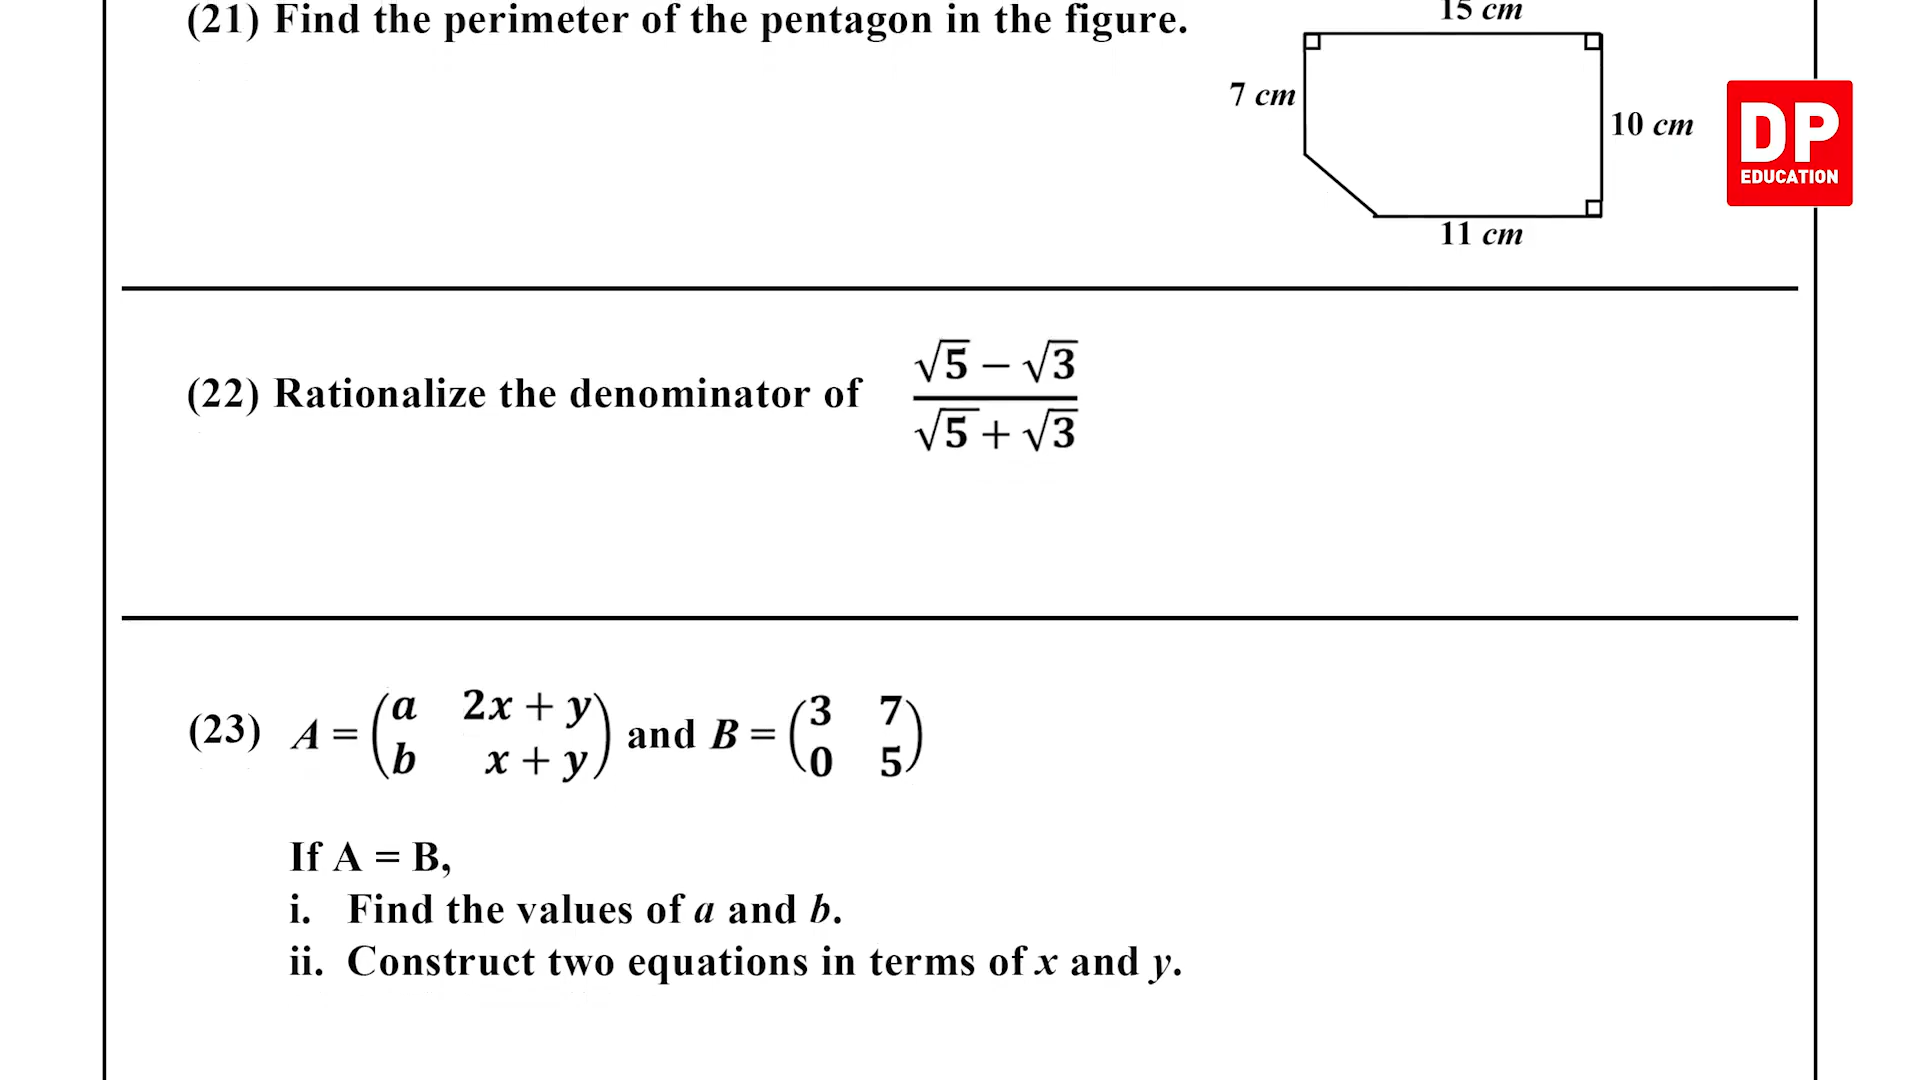 (21) Find the perimeter of the pentagon in the figure.
15 cm
7 cm
10 cm
11 cm
DP
EDUCATION
(22) Rationalize the denominator of (√5 − √3)/(√5 + √3)
(23) A = (a 2x + y; b x + y) and B = (3 7; 0 5)
If A = B,
i. Find the values of a and b.
ii. Construct two equations in terms of x and y.